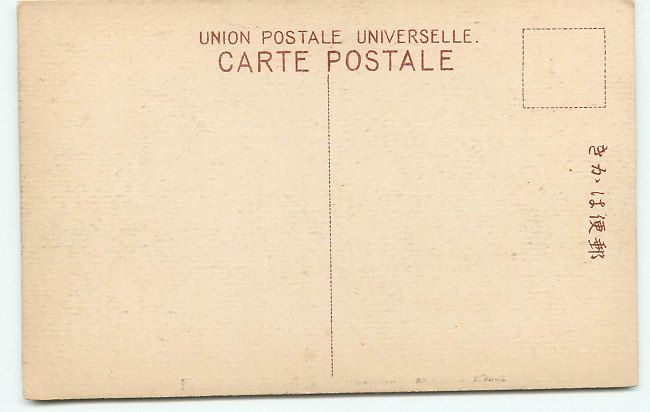 UNION POSTALE UNIVERSELLE.
CARTE POSTALE
郵便はかき